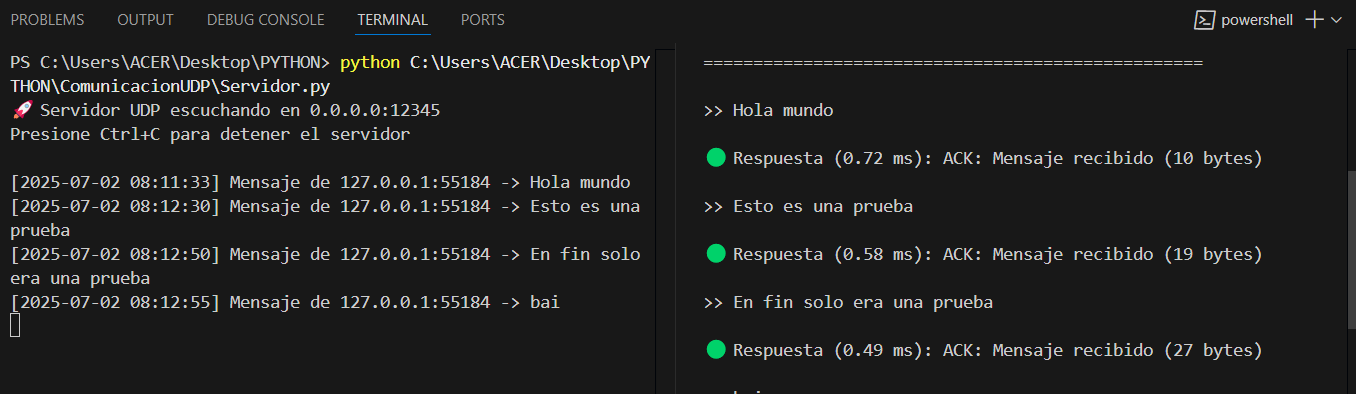 PROBLEMS OUTPUT DEBUG CONSOLE TERMINAL PORTS powershell
PS C:\Users\ACER\Desktop\PYTHON> python C:\Users\ACER\Desktop\PY
THON\ComunicacionUDP\Servidor.py
🚀 Servidor UDP escuchando en 0.0.0.0:12345
Presione Ctrl+C para detener el servidor
[2025-07-02 08:11:33] Mensaje de 127.0.0.1:55184 -> Hola mundo
[2025-07-02 08:12:30] Mensaje de 127.0.0.1:55184 -> Esto es una
prueba
[2025-07-02 08:12:50] Mensaje de 127.0.0.1:55184 -> En fin solo
era una prueba
[2025-07-02 08:12:55] Mensaje de 127.0.0.1:55184 -> bai
==================================================
>> Hola mundo
🟢 Respuesta (0.72 ms): ACK: Mensaje recibido (10 bytes)
>> Esto es una prueba
🟢 Respuesta (0.58 ms): ACK: Mensaje recibido (19 bytes)
>> En fin solo era una prueba
🟢 Respuesta (0.49 ms): ACK: Mensaje recibido (27 bytes)